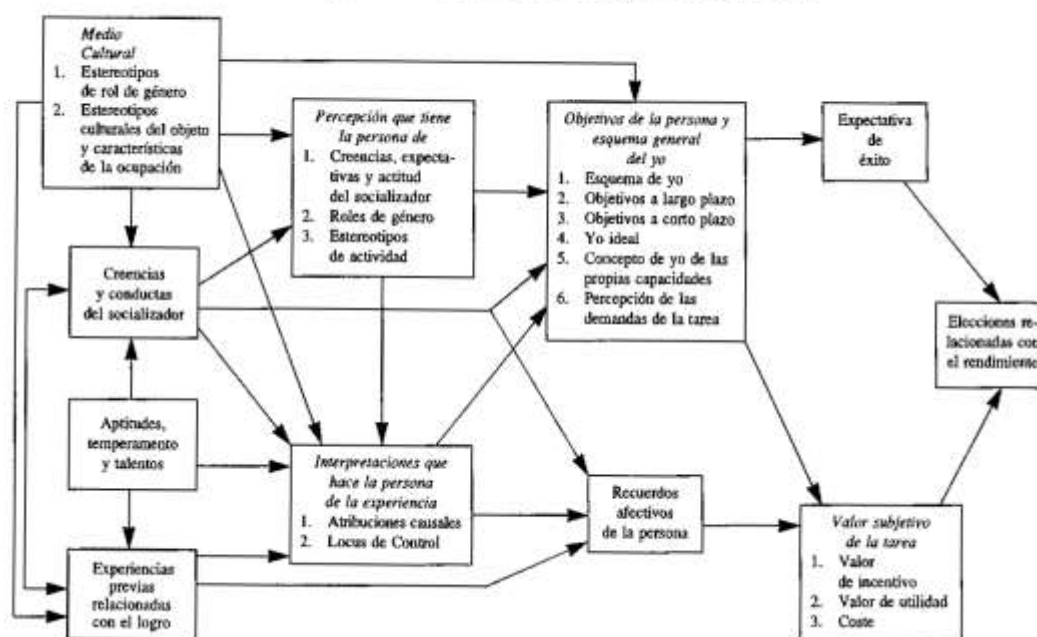 Medio
Cultural
1. Estereotipos
de rol de género
2. Estereotipos
culturales del objeto
y características
de la ocupación
Percepción que tiene
la persona de
1. Creencias, expecta-
tivas y actitud
del socializador
2. Roles de género
3. Estereotipos
de actividad
Objetivos de la persona y
esquema general
del yo
1. Esquema de yo
2. Objetivos a largo plazo
3. Objetivos a corto plazo
4. Yo ideal
5. Concepto de yo de las
propias capacidades
6. Percepción de las
demandas de la tarea
Expectativa
de
éxito
Creencias
y conductas
del socializador
Elecciones re-
lacionadas con
el rendimiento
Aptitudes,
temperamento
y talentos
Interpretaciones que
hace la persona
de la experiencia
1. Atribuciones causales
2. Locus de Control
Recuerdos
afectivos
de la persona
Valor subjetivo
de la tarea
1. Valor
de incentivo
2. Valor de utilidad
3. Coste
Experiencias
previas
relacionadas
con el logro